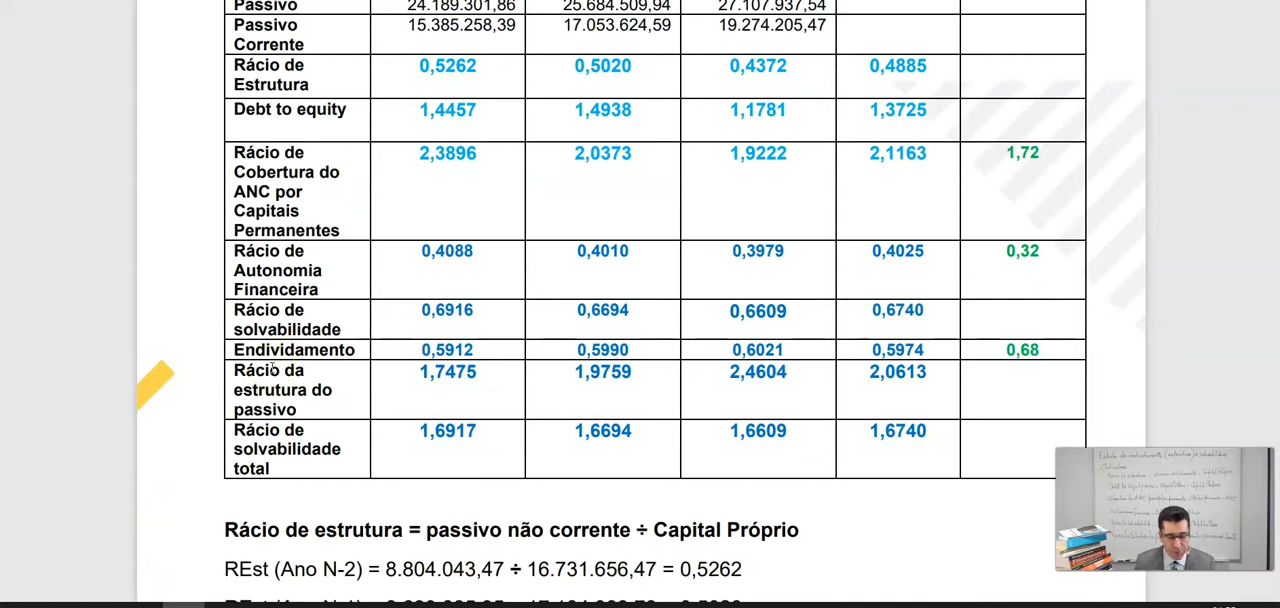 Passivo 24.189.301,86 25.684.509,94 27.107.937,54
Passivo 15.385.258,39 17.053.624,59 19.274.205,47
Corrente
Rácio de 0,5262 0,5020 0,4372 0,4885
Estrutura
Debt to equity 1,4457 1,4938 1,1781 1,3725
Rácio de 2,3896 2,0373 1,9222 2,1163 1,72
Cobertura do
ANC por
Capitais
Permanentes
Rácio de 0,4088 0,4010 0,3979 0,4025 0,32
Autonomia
Financeira
Rácio de 0,6916 0,6694 0,6609 0,6740
solvabilidade
Endividamento 0,5912 0,5990 0,6021 0,5974 0,68
Rácio da 1,7475 1,9759 2,4604 2,0613
estrutura do
passivo
Rácio de 1,6917 1,6694 1,6609 1,6740
solvabilidade
total
Rácio de estrutura = passivo não corrente ÷ Capital Próprio
REst (Ano N-2) = 8.804.043,47 ÷ 16.731.656,47 = 0,5262